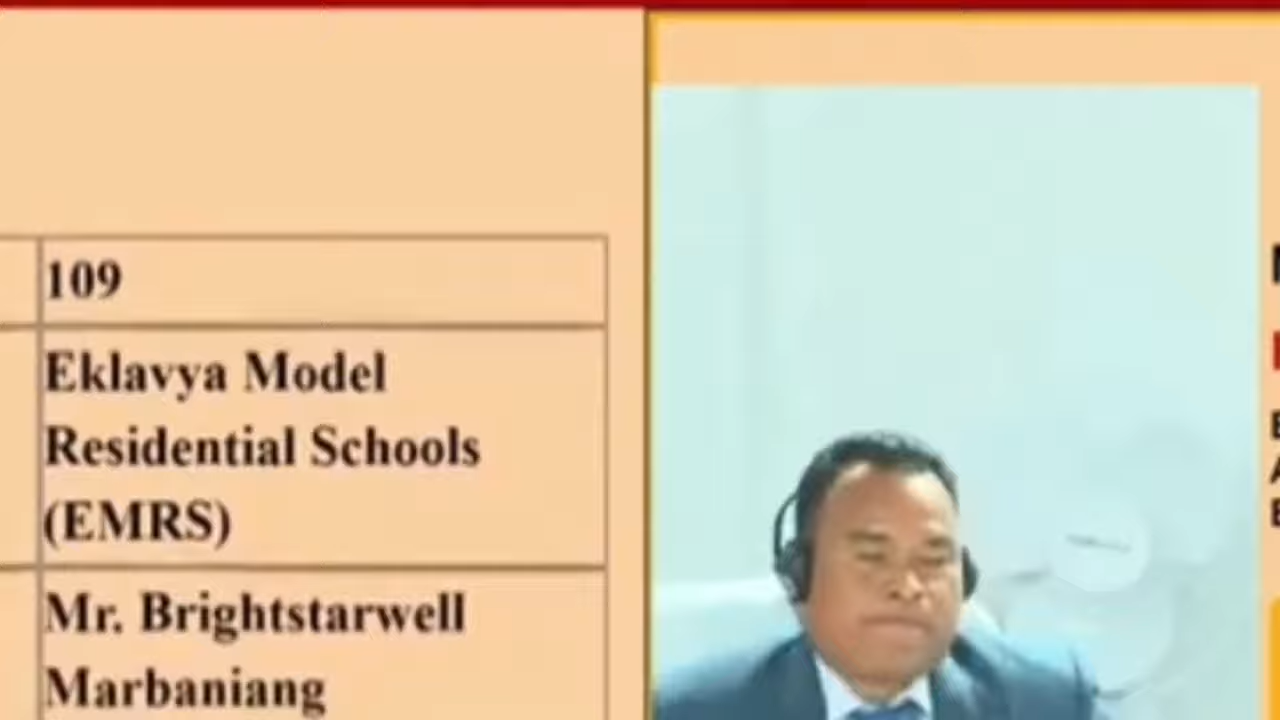 109
Eklavya Model
Residential Schools
(EMRS)
Mr. Brightstarwell
Marbaniang